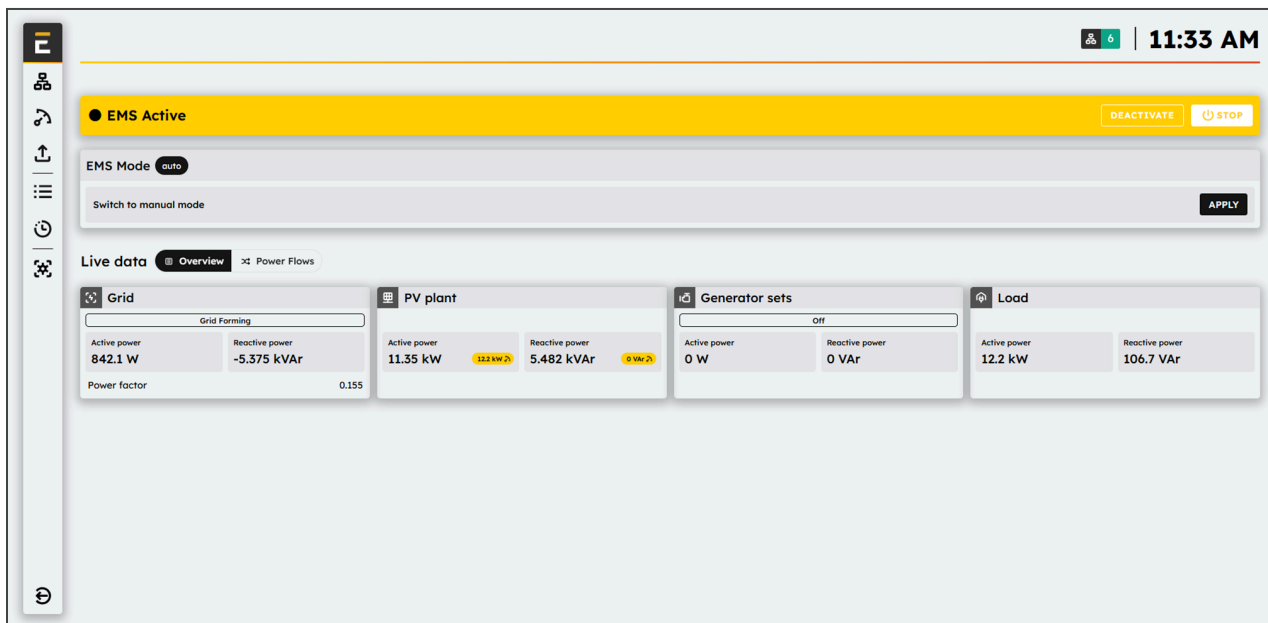 6 11:33 AM
EMS Active DEACTIVATE STOP
EMS Mode auto
Switch to manual mode APPLY
Live data Overview Power Flows
Grid
Grid Forming
Active power Reactive power
842.1 W -5.375 kVAr
Power factor 0.155
PV plant
Active power Reactive power
11.35 kW 12.2 kW 5.482 kVAr 0 VAr
Generator sets
Off
Active power Reactive power
0 W 0 VAr
Load
Active power Reactive power
12.2 kW 106.7 VAr